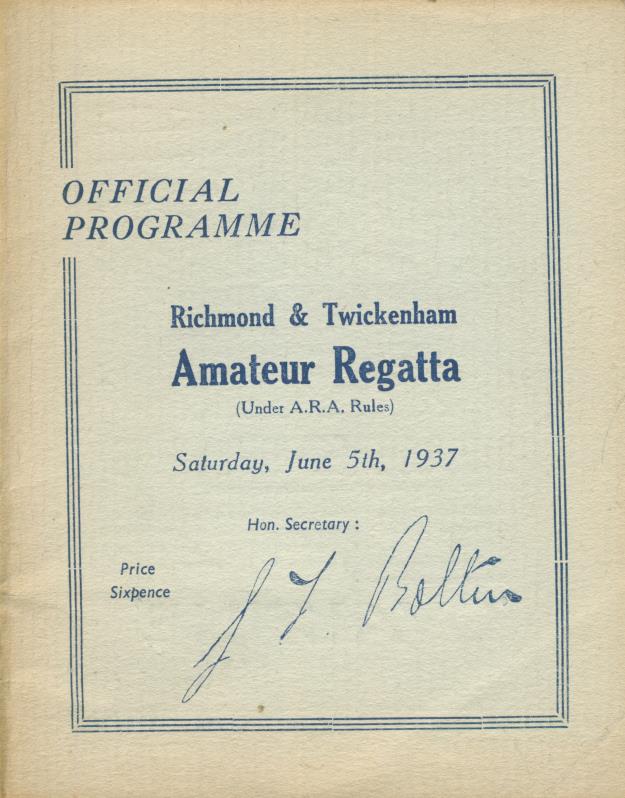 OFFICIAL
PROGRAMME
Richmond & Twickenham
Amateur Regatta
(Under A.R.A. Rules)
Saturday, June 5th, 1937
Hon. Secretary :
Price
Sixpence